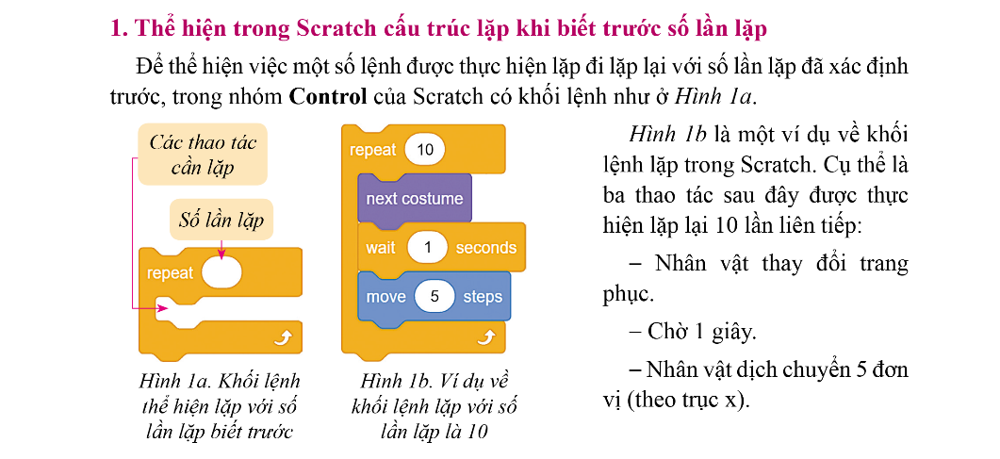 1. Thể hiện trong Scratch cấu trúc lặp khi biết trước số lần lặp
Để thể hiện việc một số lệnh được thực hiện lặp đi lặp lại với số lần lặp đã xác định
trước, trong nhóm Control của Scratch có khối lệnh như ở Hình 1a.
Các thao tác
cần lặp
Số lần lặp
repeat
Hình 1a. Khối lệnh
thể hiện lặp với số
lần lặp biết trước
repeat 10
next costume
wait 1 seconds
move 5 steps
Hình 1b. Ví dụ về
khối lệnh lặp với số
lần lặp là 10
Hình 1b là một ví dụ về khối
lệnh lặp trong Scratch. Cụ thể là
ba thao tác sau đây được thực
hiện lặp lại 10 lần liên tiếp:
– Nhân vật thay đổi trang
phục.
– Chờ 1 giây.
– Nhân vật dịch chuyển 5 đơn
vị (theo trục x).